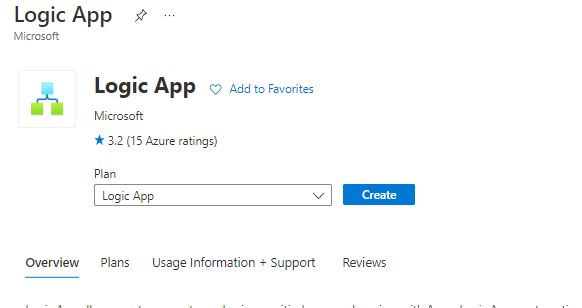 Logic App
Microsoft
Logic App
Add to Favorites
Microsoft
3.2 (15 Azure ratings)
Plan
Logic App
Create
Overview Plans Usage Information + Support Reviews